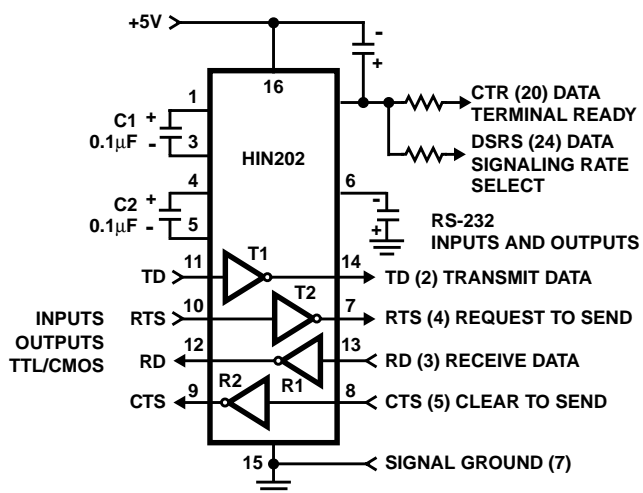 +5V
-
+
16
1
C1 +
0.1μF -
3
HIN202
CTR (20) DATA
TERMINAL READY
DSRS (24) DATA
SIGNALING RATE
SELECT
4
C2 +
0.1μF -
5
6
-
+
RS-232
INPUTS AND OUTPUTS
TD 11 T1 14 TD (2) TRANSMIT DATA
RTS 10 T2 7 RTS (4) REQUEST TO SEND
INPUTS
OUTPUTS
TTL/CMOS
RD 12 R1 13 RD (3) RECEIVE DATA
CTS 9 R2 8 CTS (5) CLEAR TO SEND
15 SIGNAL GROUND (7)